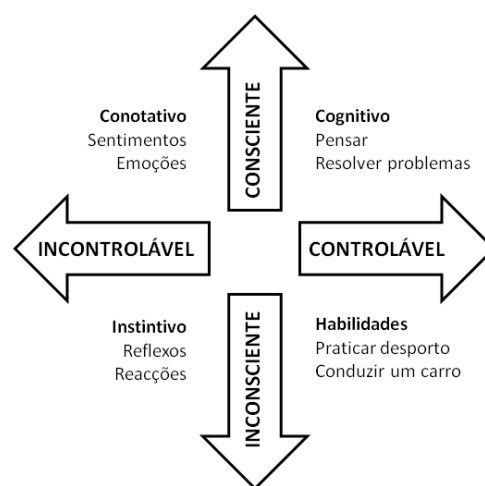 CONSCIENTE
Conotativo
Sentimentos
Emoções
Cognitivo
Pensar
Resolver problemas
INCONTROLÁVEL
CONTROLÁVEL
Instintivo
Reflexos
Reacções
INCONSCIENTE
Habilidades
Praticar desporto
Conduzir um carro